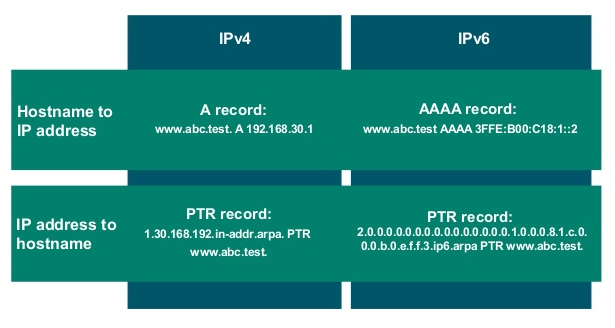 IPv4
IPv6
Hostname to
IP address
A record:
www.abc.test. A 192.168.30.1
AAAA record:
www.abc.test AAAA 3FFE:B00:C18:1::2
IP address to
hostname
PTR record:
1.30.168.192.in-addr.arpa. PTR
www.abc.test.
PTR record:
2.0.0.0.0.0.0.0.0.0.0.0.0.0.0.0.1.0.0.0.8.1.c.0.
0.0.b.0.e.f.f.3.ip6.arpa PTR www.abc.test.